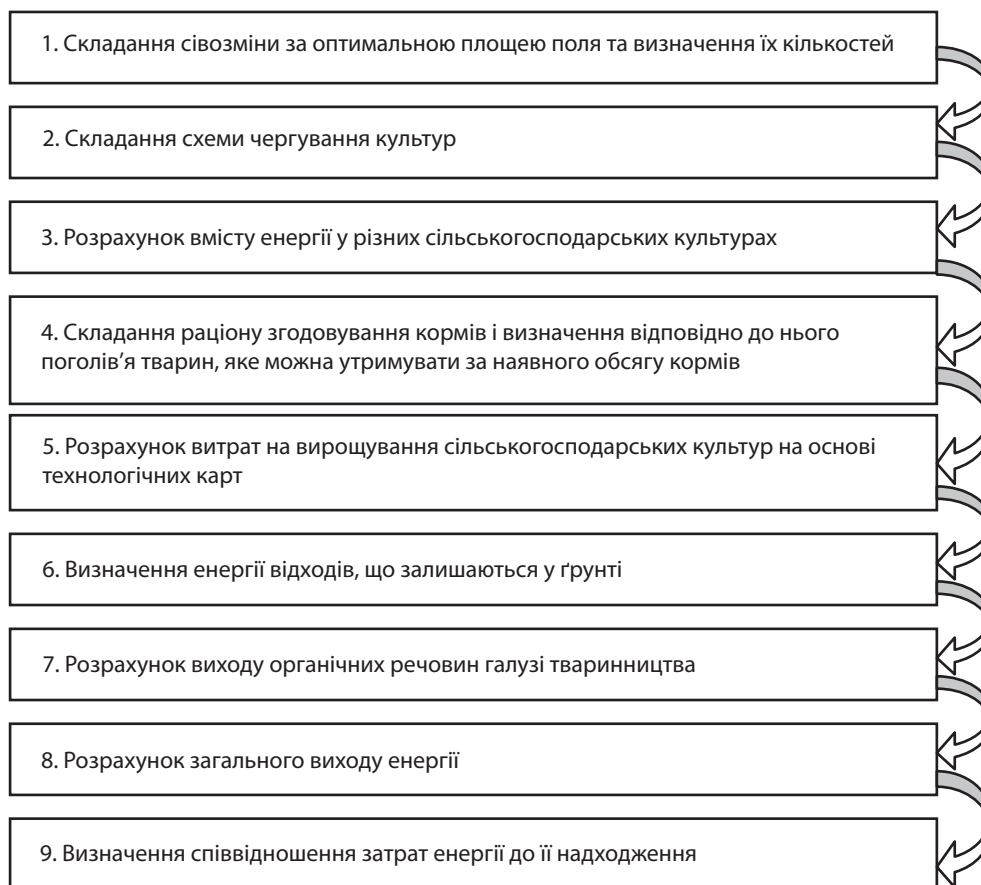 1. Складання сівозміни за оптимальною площею поля та визначення їх кількостей
2. Складання схеми чергування культур
3. Розрахунок вмісту енергії у різних сільськогосподарських культурах
4. Складання раціону згодовування кормів і визначення відповідно до нього
поголів’я тварин, яке можна утримувати за наявного обсягу кормів
5. Розрахунок витрат на вирощування сільськогосподарських культур на основі
технологічних карт
6. Визначення енергії відходів, що залишаються у ґрунті
7. Розрахунок виходу органічних речовин галузі тваринництва
8. Розрахунок загального виходу енергії
9. Визначення співвідношення затрат енергії до її надходження